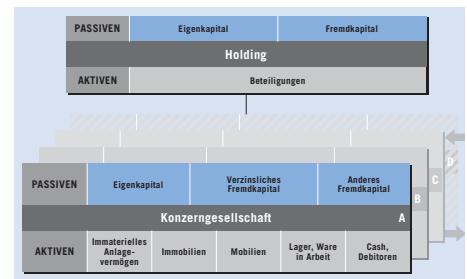 PASSIVEN Eigenkapital Fremdkapital
Holding
AKTIVEN Beteiligungen
D
C
B
PASSIVEN Eigenkapital Verzinsliches Fremdkapital Anderes Fremdkapital
Konzerngesellschaft A
AKTIVEN Immaterielles Anlage- vermögen Immobilien Mobilien Lager, Ware in Arbeit Cash, Debitoren